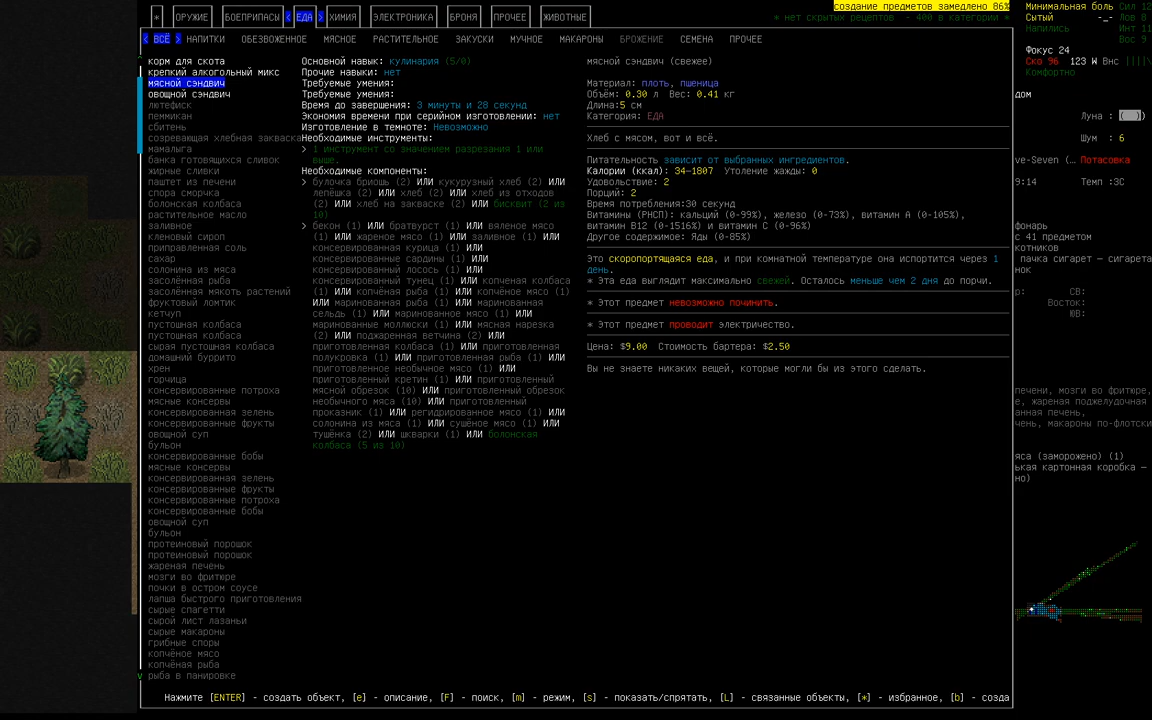 создание предметов замедлено 86%
* ОРУЖИЕ БОЕПРИПАСЫ < ЕДА > ХИМИЯ ЭЛЕКТРОНИКА БРОНЯ ПРОЧЕЕ ЖИВОТНЫЕ
* нет скрытых рецептов - 400 в категории *
< ВСЁ > НАПИТКИ ОБЕЗВОЖЕННОЕ МЯСНОЕ РАСТИТЕЛЬНОЕ ЗАКУСКИ МУЧНОЕ МАКАРОНЫ БРОЖЕНИЕ СЕМЕНА ПРОЧЕЕ
корм для скота
крепкий алкогольный микс
мясной сэндвич
овощной сэндвич
лютефиск
пеммикан
сбитень
созревающая хлебная закваска
мамалыга
банка готовящихся сливок
жирные сливки
паштет из печени
спора сморчка
болонская колбаса
растительное масло
заливное
кленовый сироп
приправленная соль
сахар
солонина из мяса
засолённая рыба
засолённая мякоть растений
фруктовый ломтик
кетчуп
пустошная колбаса
пустошная колбаса
сырая пустошная колбаса
домашний буррито
хрен
горчица
консервированные потроха
мясные консервы
консервированная зелень
консервированные фрукты
овощной суп
бульон
консервированные бобы
мясные консервы
консервированная зелень
консервированные фрукты
консервированные потроха
консервированные бобы
овощной суп
бульон
протеиновый порошок
протеиновый порошок
жареная печень
мозги во фритюре
почки в остром соусе
лапша быстрого приготовления
сырые спагетти
сырой лист лазаньи
сырые макароны
грибные споры
копчёное мясо
копчёная рыба
v рыба в панировке
Основной навык: кулинария (5/0)
Прочие навыки: нет
Требуемые умения:
Требуемые умения:
Время до завершения: 3 минуты и 28 секунд
Экономия времени при серийном изготовлении: нет
Изготовление в темноте: Невозможно
Необходимые инструменты:
> 1 инструмент со значением разрезания 1 или
выше.
Необходимые компоненты:
> булочка бриошь (2) ИЛИ кукурузный хлеб (2) ИЛИ
лепёшка (2) ИЛИ хлеб (2) ИЛИ хлеб из отходов
(2) ИЛИ хлеб на закваске (2) ИЛИ бисквит (2 из
10)
> бекон (1) ИЛИ братвурст (1) ИЛИ вяленое мясо
(1) ИЛИ жареное мясо (1) ИЛИ заливное (1) ИЛИ
консервированная курица (1) ИЛИ
консервированные сардины (1) ИЛИ
консервированный лосось (1) ИЛИ
консервированный тунец (1) ИЛИ копченая колбаса
(1) ИЛИ копчёная рыба (1) ИЛИ копчёное мясо (1)
ИЛИ маринованная рыба (1) ИЛИ маринованная
сельдь (1) ИЛИ маринованное мясо (1) ИЛИ
маринованные моллюски (1) ИЛИ мясная нарезка
(2) ИЛИ поджаренная ветчина (2) ИЛИ
приготовленная колбаса (1) ИЛИ приготовленная
полукровка (1) ИЛИ приготовленная рыба (1) ИЛИ
приготовленное необычное мясо (1) ИЛИ
приготовленный кретин (1) ИЛИ приготовленный
мясной обрезок (10) ИЛИ приготовленный обрезок
необычного мяса (10) ИЛИ приготовленный
проказник (1) ИЛИ регидрированное мясо (1) ИЛИ
солонина из мяса (1) ИЛИ сушёное мясо (1) ИЛИ
тушёнка (2) ИЛИ шкварки (1) ИЛИ болонская
колбаса (5 из 10)
мясной сэндвич (свежее)
Материал: плоть, пшеница
Объём: 0.30 л Вес: 0.41 кг
Длина:5 см
Категория: ЕДА
Хлеб с мясом, вот и всё.
Питательность зависит от выбранных ингредиентов.
Калории (ккал): 34–1807 Утоление жажды: 0
Удовольствие: 2
Порций: 2
Время потребления:30 секунд
Витамины (РНСП): кальций (0-99%), железо (0-73%), витамин A (0-105%),
витамин B12 (0-1516%) и витамин C (0-96%)
Другое содержимое: Яды (0-85%)
Это скоропортящаяся еда, и при комнатной температуре она испортится через 1
день.
* Эта еда выглядит максимально свежей. Осталось меньше чем 2 дня до порчи.
* Этот предмет невозможно починить.
* Этот предмет проводит электричество.
Цена: $9.00 Стоимость бартера: $2.50
Вы не знаете никаких вещей, которые могли бы из этого сделать.
Нажмите [ENTER] - создать объект, [e] - описание, [F] - поиск, [m] - режим, [s] - показать/спрятать, [L] - связанные объекты, [*] - избранное, [b] - созда
Минимальная боль Сил 12
Сытый -_- Лов 8
Напились Инт 11
Вос 9
Фокус 24
Ско 96 123 W Внс ||||\
Комфортно
дом
Луна : ( )
Шум : 6
ve-Seven (… Потасовка
9:14 Темп :3C
фонарь
с 41 предметом
котников
пачка сигарет — сигарета
нок
р: СВ:
Восток:
ЮВ:
печени, мозги во фритюре,
е, жареная поджелудочная
анная печень,
чень, макароны по-флотски
яса (заморожено) (1)
ькая картонная коробка —
но)